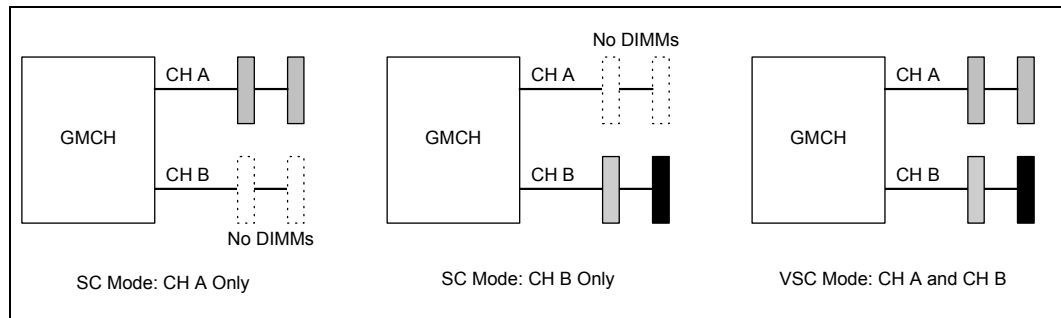 GMCH
CH A
CH B
No DIMMs
SC Mode: CH A Only
GMCH
No DIMMs
CH A
CH B
SC Mode: CH B Only
GMCH
CH A
CH B
VSC Mode: CH A and CH B